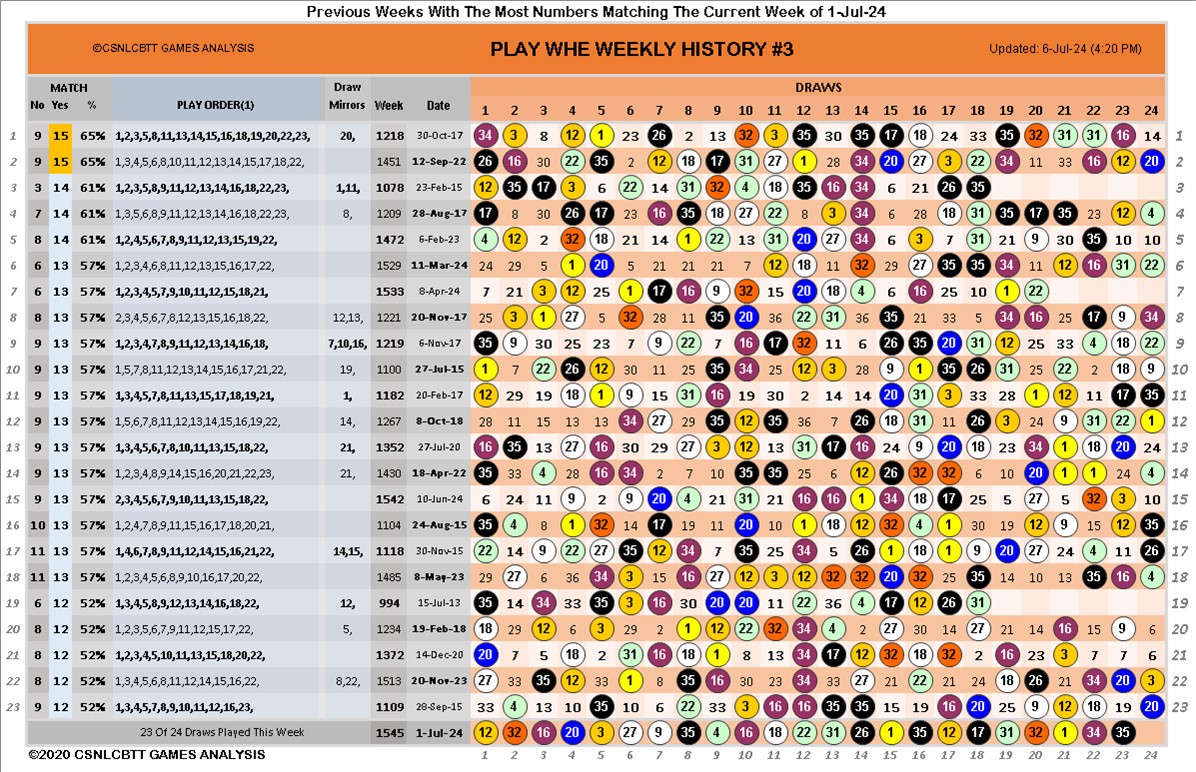 Previous Weeks With The Most Numbers Matching The Current Week of 1-Jul-24
©CSNLCBTT GAMES ANALYSIS PLAY WHE WEEKLY HISTORY #3 Updated: 6-Jul-24 (4:20 PM)
MATCH Draw DRAWS
No Yes % PLAY ORDER(1) Mirrors Week Date 1 2 3 4 5 6 7 8 9 10 11 12 13 14 15 16 17 18 19 20 21 22 23 24
1 9 15 65% 1,2,3,5,8,11,13,14,15,16,18,19,20,22,23, 20, 1218 30-Oct-17 34 3 8 12 1 23 26 2 13 32 3 35 30 35 17 18 24 33 35 32 31 31 23 14 1
2 9 15 65% 1,3,4,5,6,8,10,11,12,13,14,15,17,18,22, 1451 12-Sep-22 26 16 30 22 35 2 12 18 17 31 27 1 28 34 20 27 3 22 34 11 33 16 12 20 2
3 3 14 61% 1,2,3,5,8,9,11,12,13,14,16,18,22,23, 1,11, 1078 23-Feb-15 12 35 17 3 6 22 14 31 32 4 18 35 16 34 6 21 26 35 3
4 7 14 61% 1,3,5,6,8,9,11,12,13,14,16,18,22,23, 8, 1209 28-Aug-17 17 8 30 26 17 23 16 35 18 27 22 8 3 34 6 28 18 31 35 17 35 23 12 4 4
5 8 14 61% 1,2,4,5,6,7,8,9,11,12,13,15,19,22, 1472 6-Feb-23 4 12 2 32 18 21 14 1 22 13 31 20 27 34 6 3 7 31 21 9 30 35 10 10 5
6 6 13 57% 1,2,3,4,6,8,11,12,13,15,16,17,22, 1529 11-Mar-24 24 29 5 1 20 5 21 21 21 7 12 18 11 32 29 27 35 35 34 11 12 16 31 22 6
7 6 13 57% 1,2,3,4,5,7,9,10,11,12,15,18,21, 1533 8-Apr-24 7 21 3 12 25 1 17 16 9 32 15 20 18 4 6 16 25 10 1 22 7
8 6 13 57% 2,3,4,5,6,7,8,12,13,15,16,18,22, 12,13, 1221 20-Nov-17 25 3 1 27 5 32 28 11 35 20 36 22 31 8 35 21 33 5 34 16 8 17 9 34 8
9 9 13 57% 1,2,3,4,7,8,9,11,12,13,14,16,18, 7,10,16, 1219 6-Nov-17 35 9 30 25 23 7 9 22 7 16 17 32 11 6 35 35 20 31 12 25 33 4 18 22 9
10 9 13 57% 1,5,7,8,11,12,13,14,15,16,17,21,22, 19, 1100 27-Jul-15 1 7 22 26 12 30 11 25 35 34 25 12 3 28 9 1 35 26 31 25 22 2 18 9 10
11 9 13 57% 1,3,4,5,7,8,11,13,15,17,18,19,21, 1, 1182 20-Feb-17 12 29 19 18 1 9 15 31 16 19 30 2 14 14 20 31 3 33 28 1 12 11 17 35 11
12 9 13 57% 1,5,6,7,8,11,12,13,14,15,16,19,22, 14, 1267 8-Oct-18 28 11 15 13 13 34 27 29 35 12 35 36 7 26 18 31 11 26 3 24 9 31 22 1 12
13 9 13 57% 1,3,4,5,6,7,8,10,11,13,15,16,18, 21, 1352 27-Jul-20 16 35 13 27 16 30 29 27 3 12 13 31 17 16 24 9 20 18 23 34 1 18 20 24 13
14 9 13 57% 1,2,3,4,8,9,14,15,16,20,21,22,23, 21, 1430 18-Apr-22 35 33 4 28 16 34 2 7 10 35 35 25 6 12 26 32 32 6 10 20 1 1 24 4 14
15 9 13 57% 2,3,4,5,6,7,9,10,11,13,15,18,22, 1542 10-Jun-24 6 24 11 9 2 9 20 4 21 31 21 16 16 1 34 18 17 25 5 27 5 32 3 10 15
16 10 13 57% 1,2,4,7,8,9,11,15,16,17,18,20,21, 1104 24-Aug-15 35 4 8 1 32 14 17 19 11 20 10 1 18 12 32 4 1 30 19 12 9 15 12 35 16
17 11 13 57% 1,4,6,7,8,9,11,12,14,15,16,21,22, 14,15, 1118 30-Nov-15 22 14 9 22 27 35 12 34 7 35 25 34 5 26 1 18 1 9 20 27 24 4 11 26 17
18 11 13 57% 1,2,3,4,5,6,8,9,10,16,17,20,22, 1485 8-May-23 29 27 6 36 34 3 15 16 27 12 3 12 32 32 20 32 25 35 14 10 13 35 16 4 18
19 6 12 52% 1,3,4,5,8,9,12,13,14,16,18,22, 12, 994 15-Jul-13 35 14 34 33 35 3 16 30 20 20 11 22 36 4 17 12 26 31 19
20 8 12 52% 1,2,3,5,6,7,9,11,12,15,17,22, 5, 1234 19-Feb-18 18 29 12 6 3 29 2 1 12 22 32 34 4 2 27 30 14 27 21 14 16 15 9 6 20
21 8 12 52% 1,2,3,4,5,10,11,13,15,18,20,22, 1372 14-Dec-20 20 7 5 18 2 31 16 18 1 8 13 34 17 12 32 18 32 2 16 23 3 7 7 6 21
22 8 12 52% 1,3,4,5,8,9,11,12,14,15,16,22, 8,22, 1513 20-Nov-23 27 33 35 12 33 1 8 35 16 30 23 22 34 33 27 21 22 21 18 26 21 34 20 3 22
23 9 12 52% 1,3,4,5,7,8,9,10,11,12,16,23, 1109 28-Sep-15 33 4 13 10 35 10 6 22 33 3 16 16 35 35 15 19 16 20 25 9 34 14 19 20 23
23 Of 24 Draws Played This Week 1545 1-Jul-24 12 32 16 20 3 27 9 35 4 16 18 22 31 26 1 35 12 17 31 20 32 1 34 35
©2020 CSNLCBTT GAMES ANALYSIS 1 2 3 4 5 6 7 8 9 10 11 12 13 14 15 16 17 18 19 20 21 22 23 24